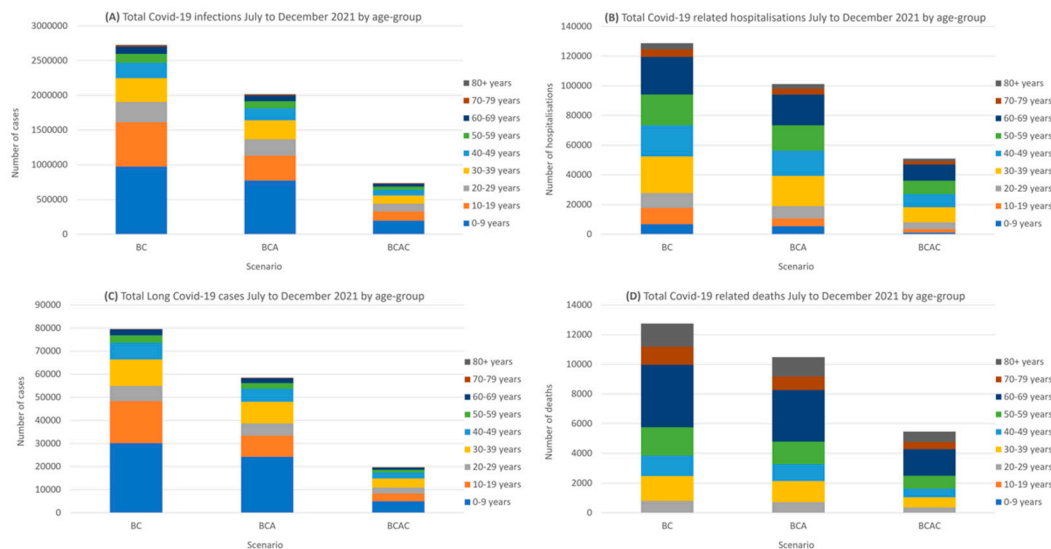 (A) Total Covid-19 infections July to December 2021 by age-group
3000000
2500000
2000000
1500000
1000000
500000
0
Number of cases
BC
BCA
BCAC
Scenario
80+ years
70-79 years
60-69 years
50-59 years
40-49 years
30-39 years
20-29 years
10-19 years
0-9 years
(B) Total Covid-19 related hospitalisations July to December 2021 by age-group
140000
120000
100000
80000
60000
40000
20000
0
Number of hospitalisations
BC
BCA
BCAC
Scenario
80+ years
70-79 years
60-69 years
50-59 years
40-49 years
30-39 years
20-29 years
10-19 years
0-9 years
(C) Total Long Covid-19 cases July to December 2021 by age-group
90000
80000
70000
60000
50000
40000
30000
20000
10000
0
Number of cases
BC
BCA
BCAC
Scenario
80+ years
70-79 years
60-69 years
50-59 years
40-49 years
30-39 years
20-29 years
10-19 years
0-9 years
(D) Total Covid-19 related deaths July to December 2021 by age-group
14000
12000
10000
8000
6000
4000
2000
0
Number of deaths
BC
BCA
BCAC
Scenario
80+ years
70-79 years
60-69 years
50-59 years
40-49 years
30-39 years
20-29 years
10-19 years
0-9 years